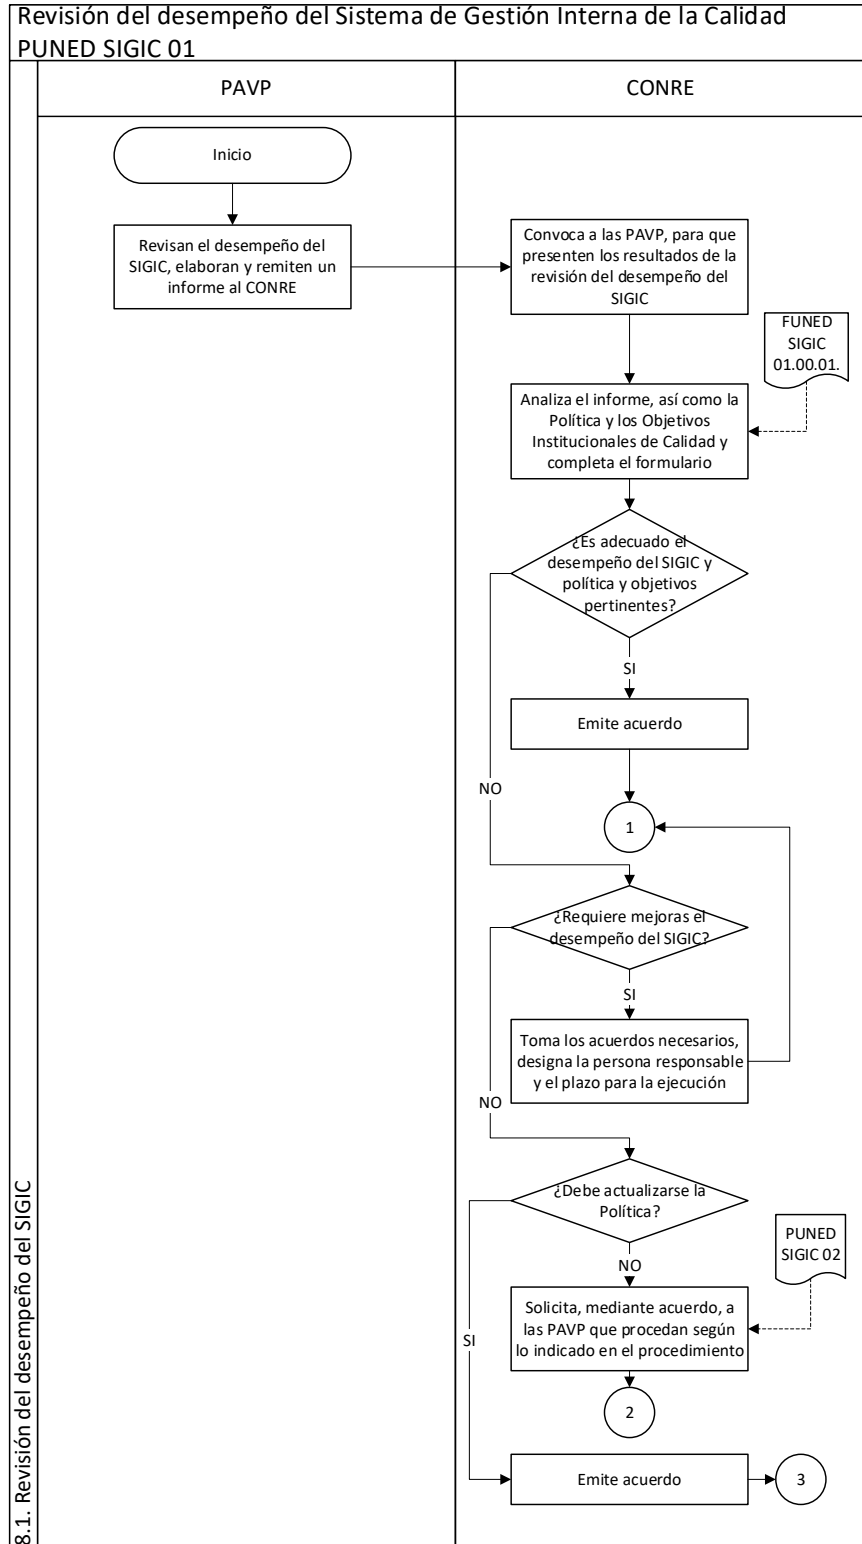 Revisión del desempeño del Sistema de Gestión Interna de la Calidad
PUNED SIGIC 01
PAVP
CONRE
Inicio
Revisan el desempeño del
SIGIC, elaboran y remiten un
informe al CONRE
Convoca a las PAVP, para que
presenten los resultados de la
revisión del desempeño del
SIGIC
FUNED
SIGIC
01.00.01.
Analiza el informe, así como la
Política y los Objetivos
Institucionales de Calidad y
completa el formulario
¿Es adecuado el
desempeño del SIGIC y
política y objetivos
pertinentes?
SI
Emite acuerdo
NO
1
¿Requiere mejoras el
desempeño del SIGIC?
SI
Toma los acuerdos necesarios,
designa la persona responsable
y el plazo para la ejecución
NO
¿Debe actualizarse la
Política?
NO
PUNED
SIGIC 02
Solicita, mediante acuerdo, a
las PAVP que procedan según
lo indicado en el procedimiento
SI
2
Emite acuerdo
3
8.1. Revisión del desempeño del SIGIC